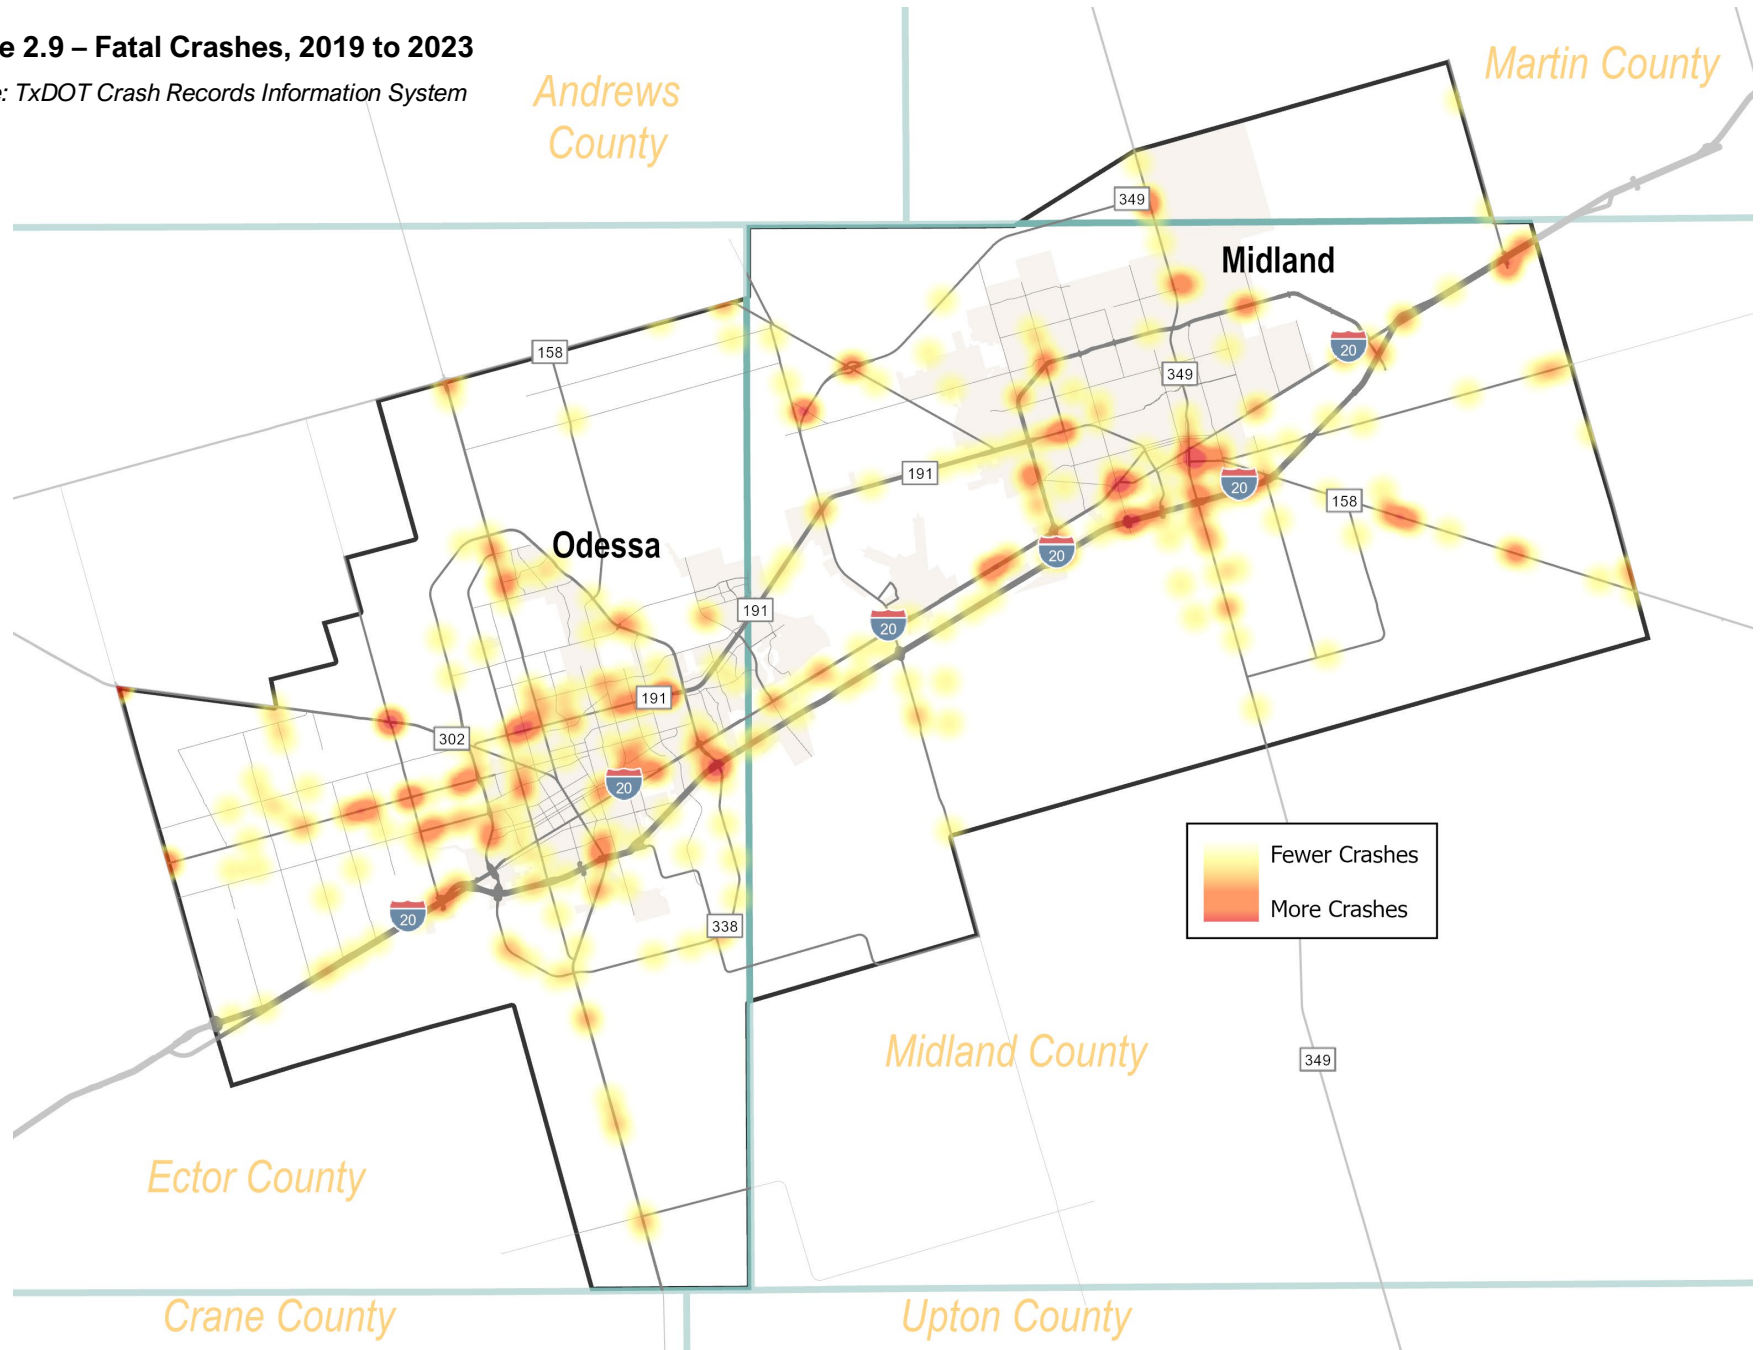 e 2.9 – Fatal Crashes, 2019 to 2023
: TxDOT Crash Records Information System
Andrews
County
Martin County
349
Midland
20
158
349
191
20
158
Odessa
20
191
20
191
302
20
20
338
Fewer Crashes
More Crashes
Midland County
349
Ector County
Crane County
Upton County